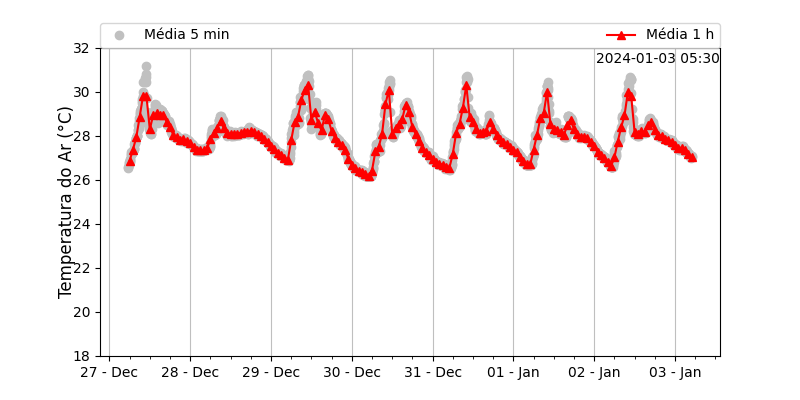 Média 5 min
Média 1 h
2024-01-03 05:30
Temperatura do Ar (°C)
32
30
28
26
24
22
20
18
27 - Dec
28 - Dec
29 - Dec
30 - Dec
31 - Dec
01 - Jan
02 - Jan
03 - Jan